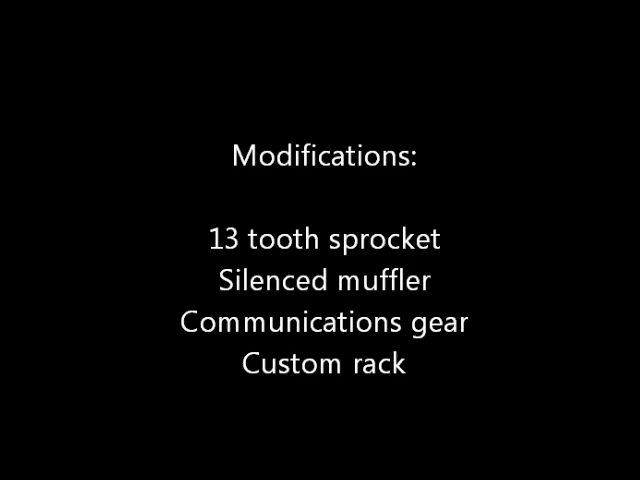 Modifications:
13 tooth sprocket
Silenced muffler
Communications gear
Custom rack